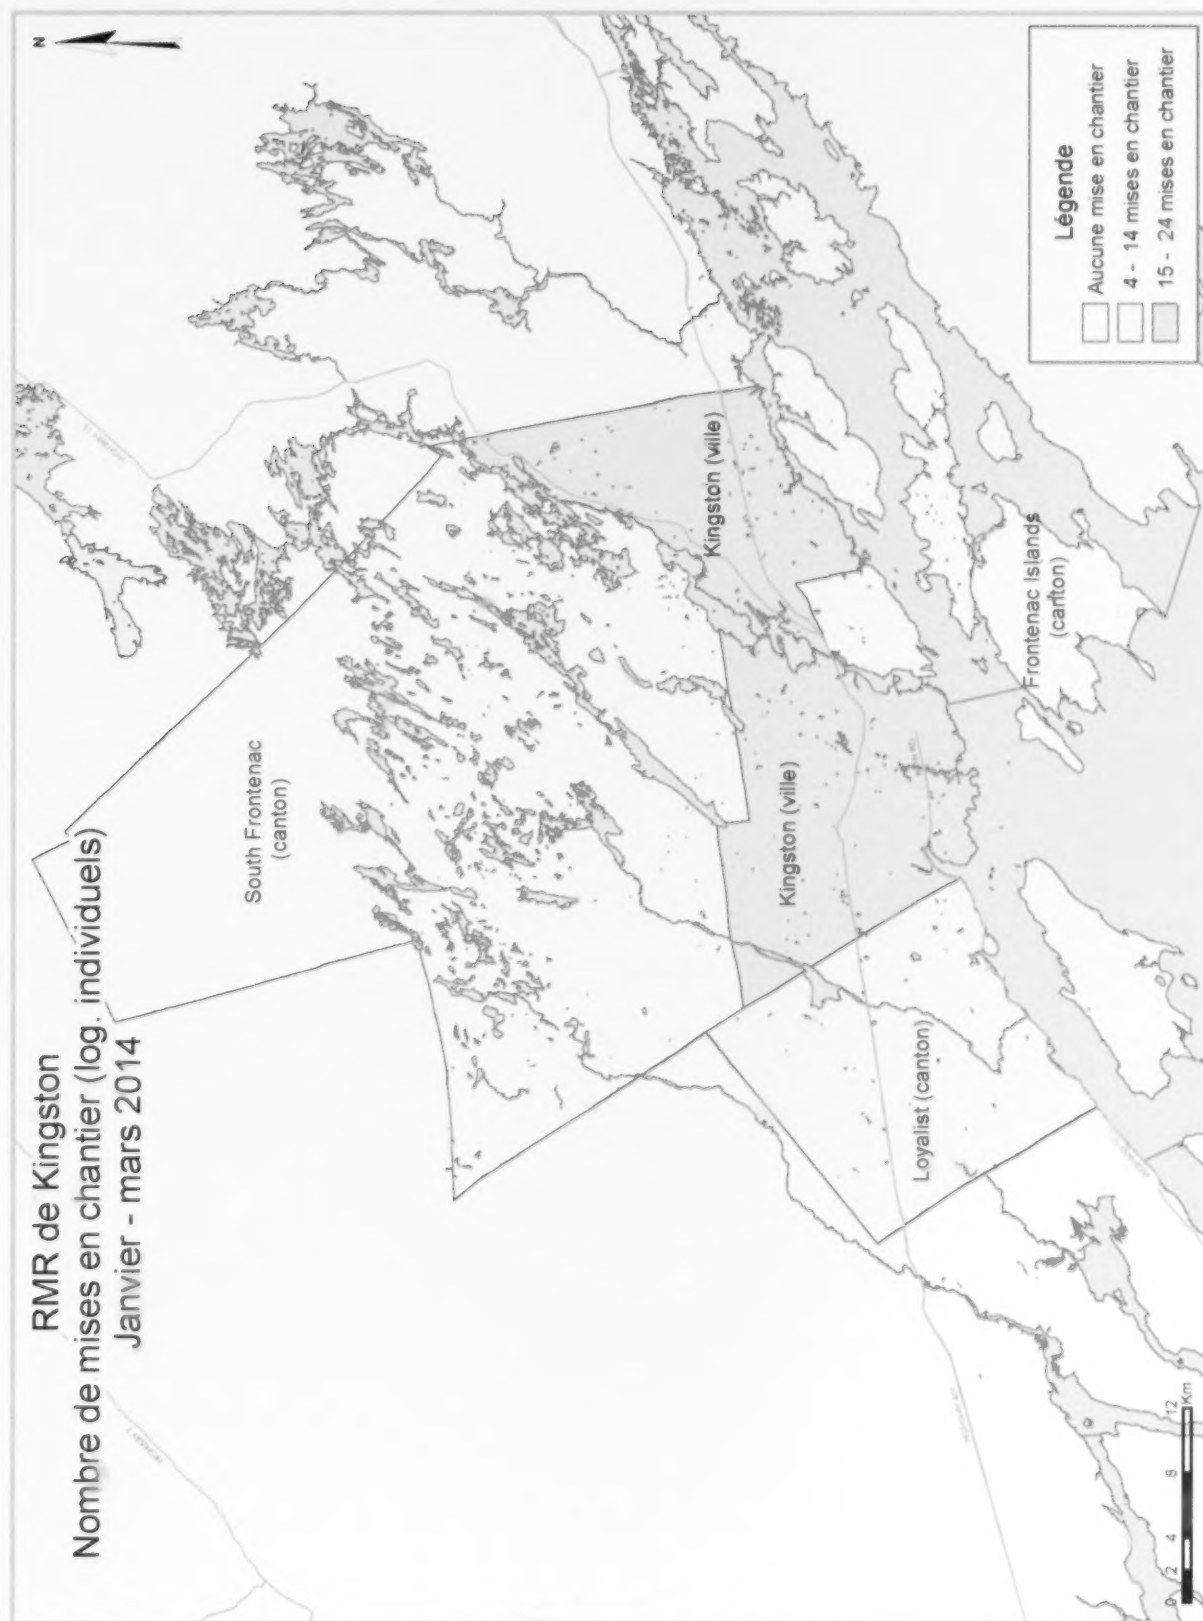 RMR de Kingston
Nombre de mises en chantier (log. individuels)
Janvier - mars 2014
N
South Frontenac
(canton)
Kingston (ville)
Kingston (ville)
Loyalist (canton)
Frontenac Islands
(canton)
Légende
Aucune mise en chantier
4 - 14 mises en chantier
15 - 24 mises en chantier
0 2 4 8 12
Km